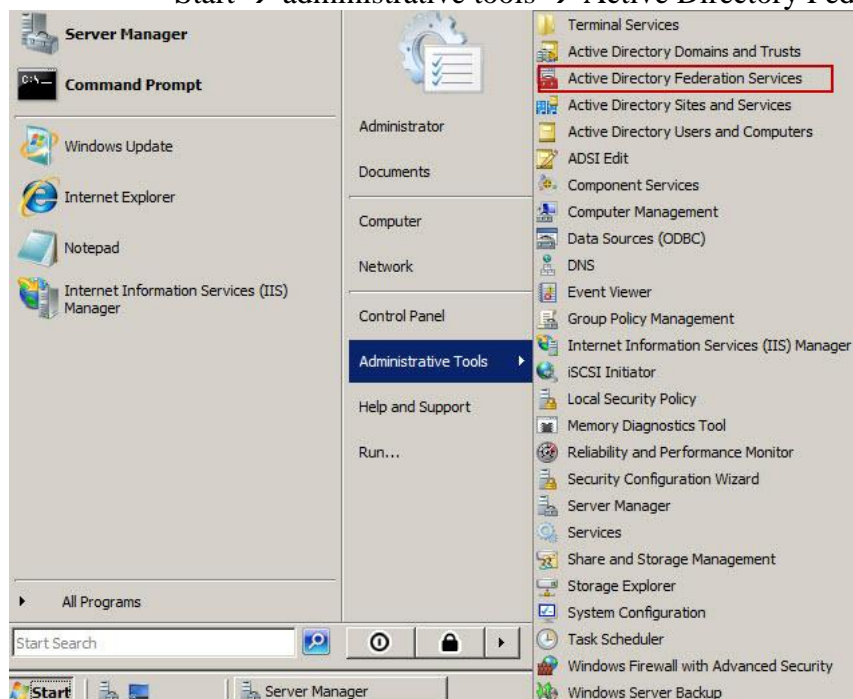 Start → administrative tools → Active Directory Fed
Server Manager
Command Prompt
Windows Update
Internet Explorer
Notepad
Internet Information Services (IIS)
Manager
All Programs
Start Search
Administrator
Documents
Computer
Network
Control Panel
Administrative Tools
Help and Support
Run...
Terminal Services
Active Directory Domains and Trusts
Active Directory Federation Services
Active Directory Sites and Services
Active Directory Users and Computers
ADSI Edit
Component Services
Computer Management
Data Sources (ODBC)
DNS
Event Viewer
Group Policy Management
Internet Information Services (IIS) Manager
iSCSI Initiator
Local Security Policy
Memory Diagnostics Tool
Reliability and Performance Monitor
Security Configuration Wizard
Server Manager
Services
Share and Storage Management
Storage Explorer
System Configuration
Task Scheduler
Windows Firewall with Advanced Security
Windows Server Backup
Start
Server Manager